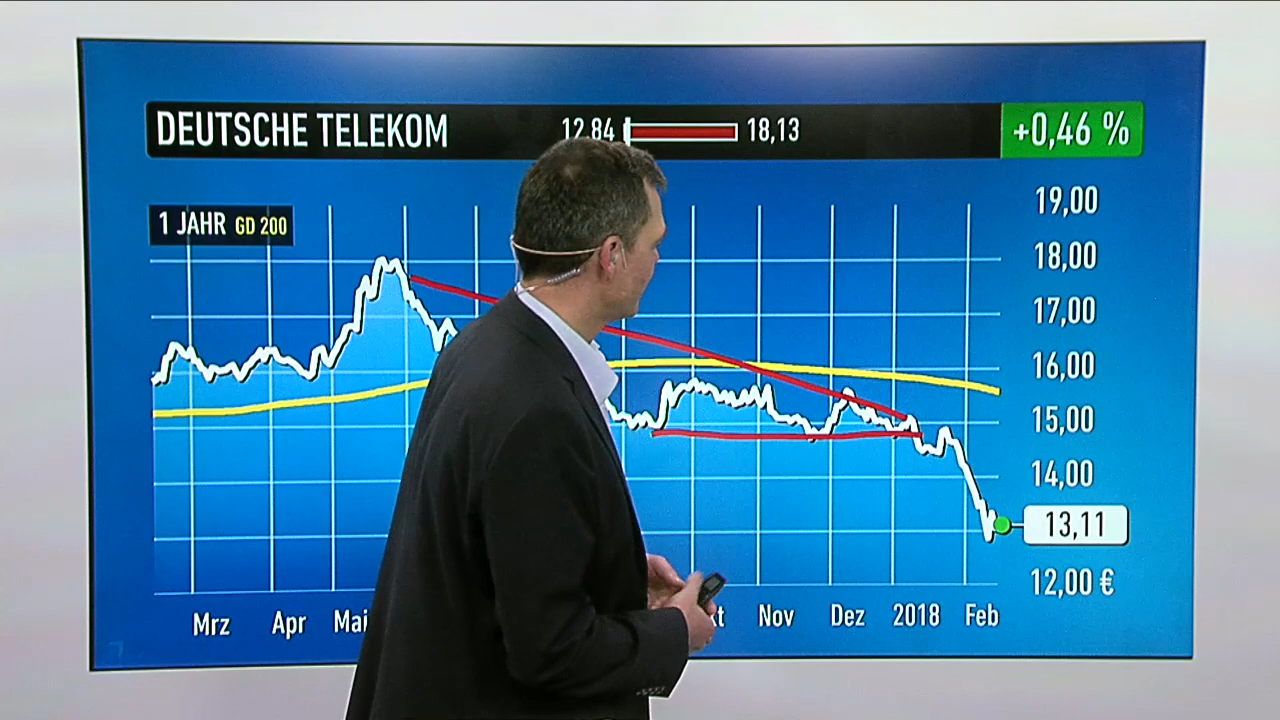 DEUTSCHE TELEKOM 12,84 18,13 +0,46 %
1 JAHR GD 200
19,00
18,00
17,00
16,00
15,00
14,00
13,11
12,00 €
Mrz Apr Mai kt Nov Dez 2018 Feb